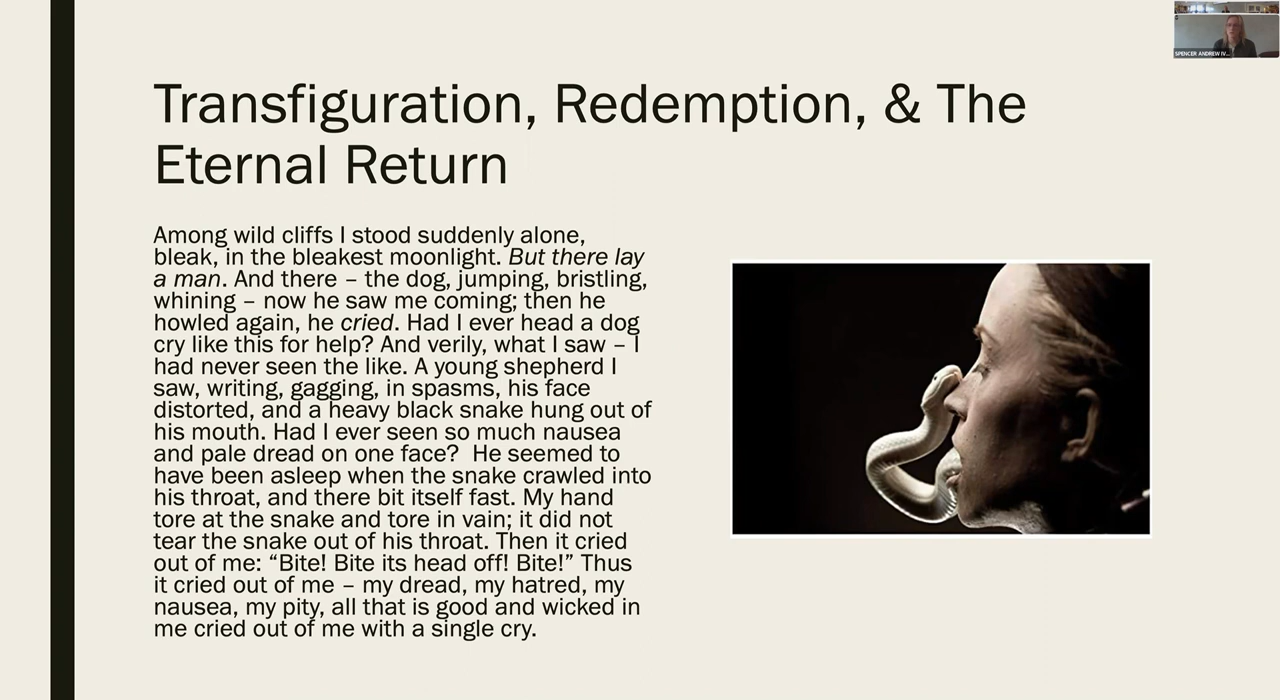 SPENCER ANDREW IV...
Transfiguration, Redemption, & The
Eternal Return
Among wild cliffs I stood suddenly alone,
bleak, in the bleakest moonlight. But there lay
a man. And there – the dog, jumping, bristling,
whining – now he saw me coming; then he
howled again, he cried. Had I ever head a dog
cry like this for help? And verily, what I saw – I
had never seen the like. A young shepherd I
saw, writing, gagging, in spasms, his face
distorted, and a heavy black snake hung out of
his mouth. Had I ever seen so much nausea
and pale dread on one face?  He seemed to
have been asleep when the snake crawled into
his throat, and there bit itself fast. My hand
tore at the snake and tore in vain; it did not
tear the snake out of his throat. Then it cried
out of me: “Bite! Bite its head off! Bite!” Thus
it cried out of me – my dread, my hatred, my
nausea, my pity, all that is good and wicked in
me cried out of me with a single cry.